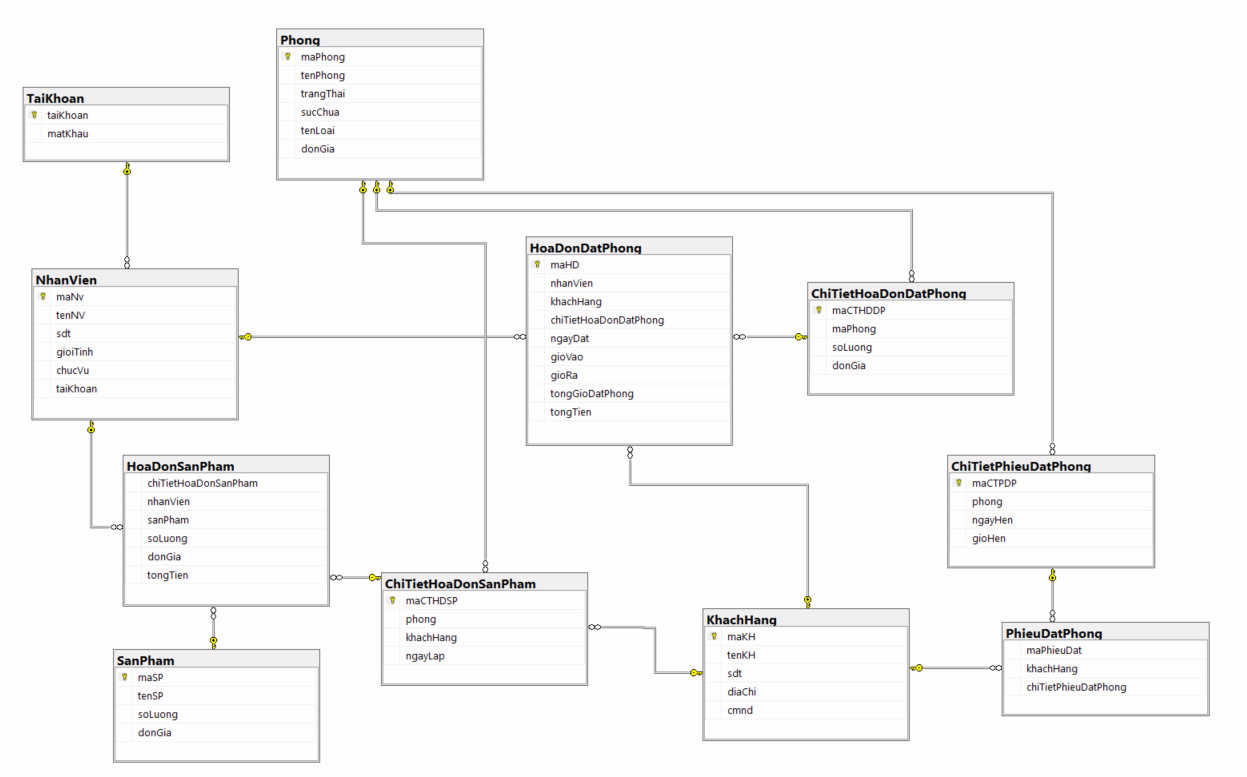 Phong
maPhong
tenPhong
trangThai
sucChua
tenLoai
donGia
TaiKhoan
taiKhoan
matKhau
HoaDonDatPhong
maHD
nhanVien
khachHang
chiTietHoaDonDatPhong
ngayDat
gioVao
gioRa
tongGioDatPhong
tongTien
NhanVien
maNv
tenNV
sdt
gioiTinh
chucVu
taiKhoan
ChiTietHoaDonDatPhong
maCTHDDP
maPhong
soLuong
donGia
HoaDonSanPham
chiTietHoaDonSanPham
nhanVien
sanPham
soLuong
donGia
tongTien
ChiTietPhieuDatPhong
maCTPDP
phong
ngayHen
gioHen
ChiTietHoaDonSanPham
maCTHDSP
phong
khachHang
ngayLap
KhachHang
maKH
tenKH
sdt
diaChi
cmnd
PhieuDatPhong
maPhieuDat
khachHang
chiTietPhieuDatPhong
SanPham
maSP
tenSP
soLuong
donGia